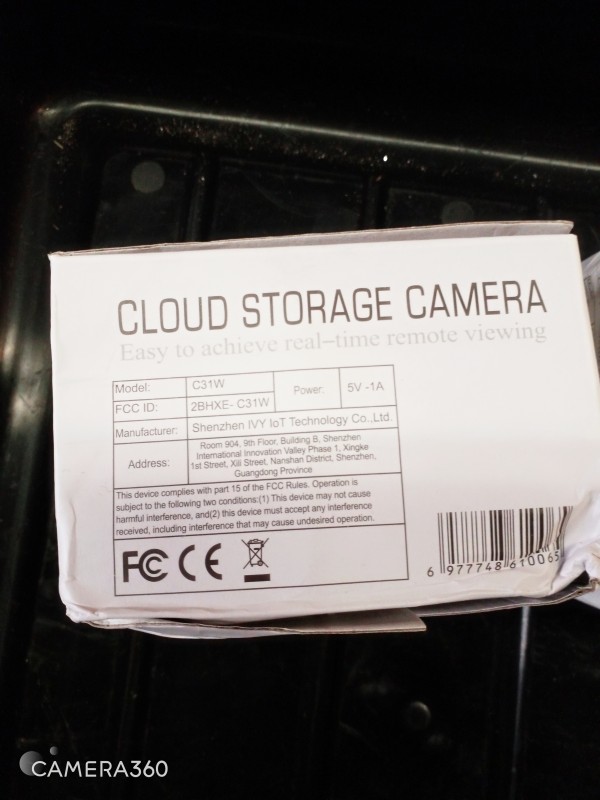 CLOUD STORAGE CAMERA
Easy to achieve real-time remote viewing
Model: C31W Power: 5V -1A
FCC ID: 2BHXE- C31W
Manufacturer: Shenzhen IVY IoT Technology Co.,Ltd.
Address: Room 904, 9th Floor, Building B, Shenzhen
International Innovation Valley Phase 1, Xingke
1st Street, Xili Street, Nanshan District, Shenzhen,
Guangdong Province
This device complies with part 15 of the FCC Rules. Operation is
subject to the following two conditions:(1) This device may not cause
harmful interference, and(2) this device must accept any interference
received, including interference that may cause undesired operation.
FC CE
6 977748 610065
CAMERA360